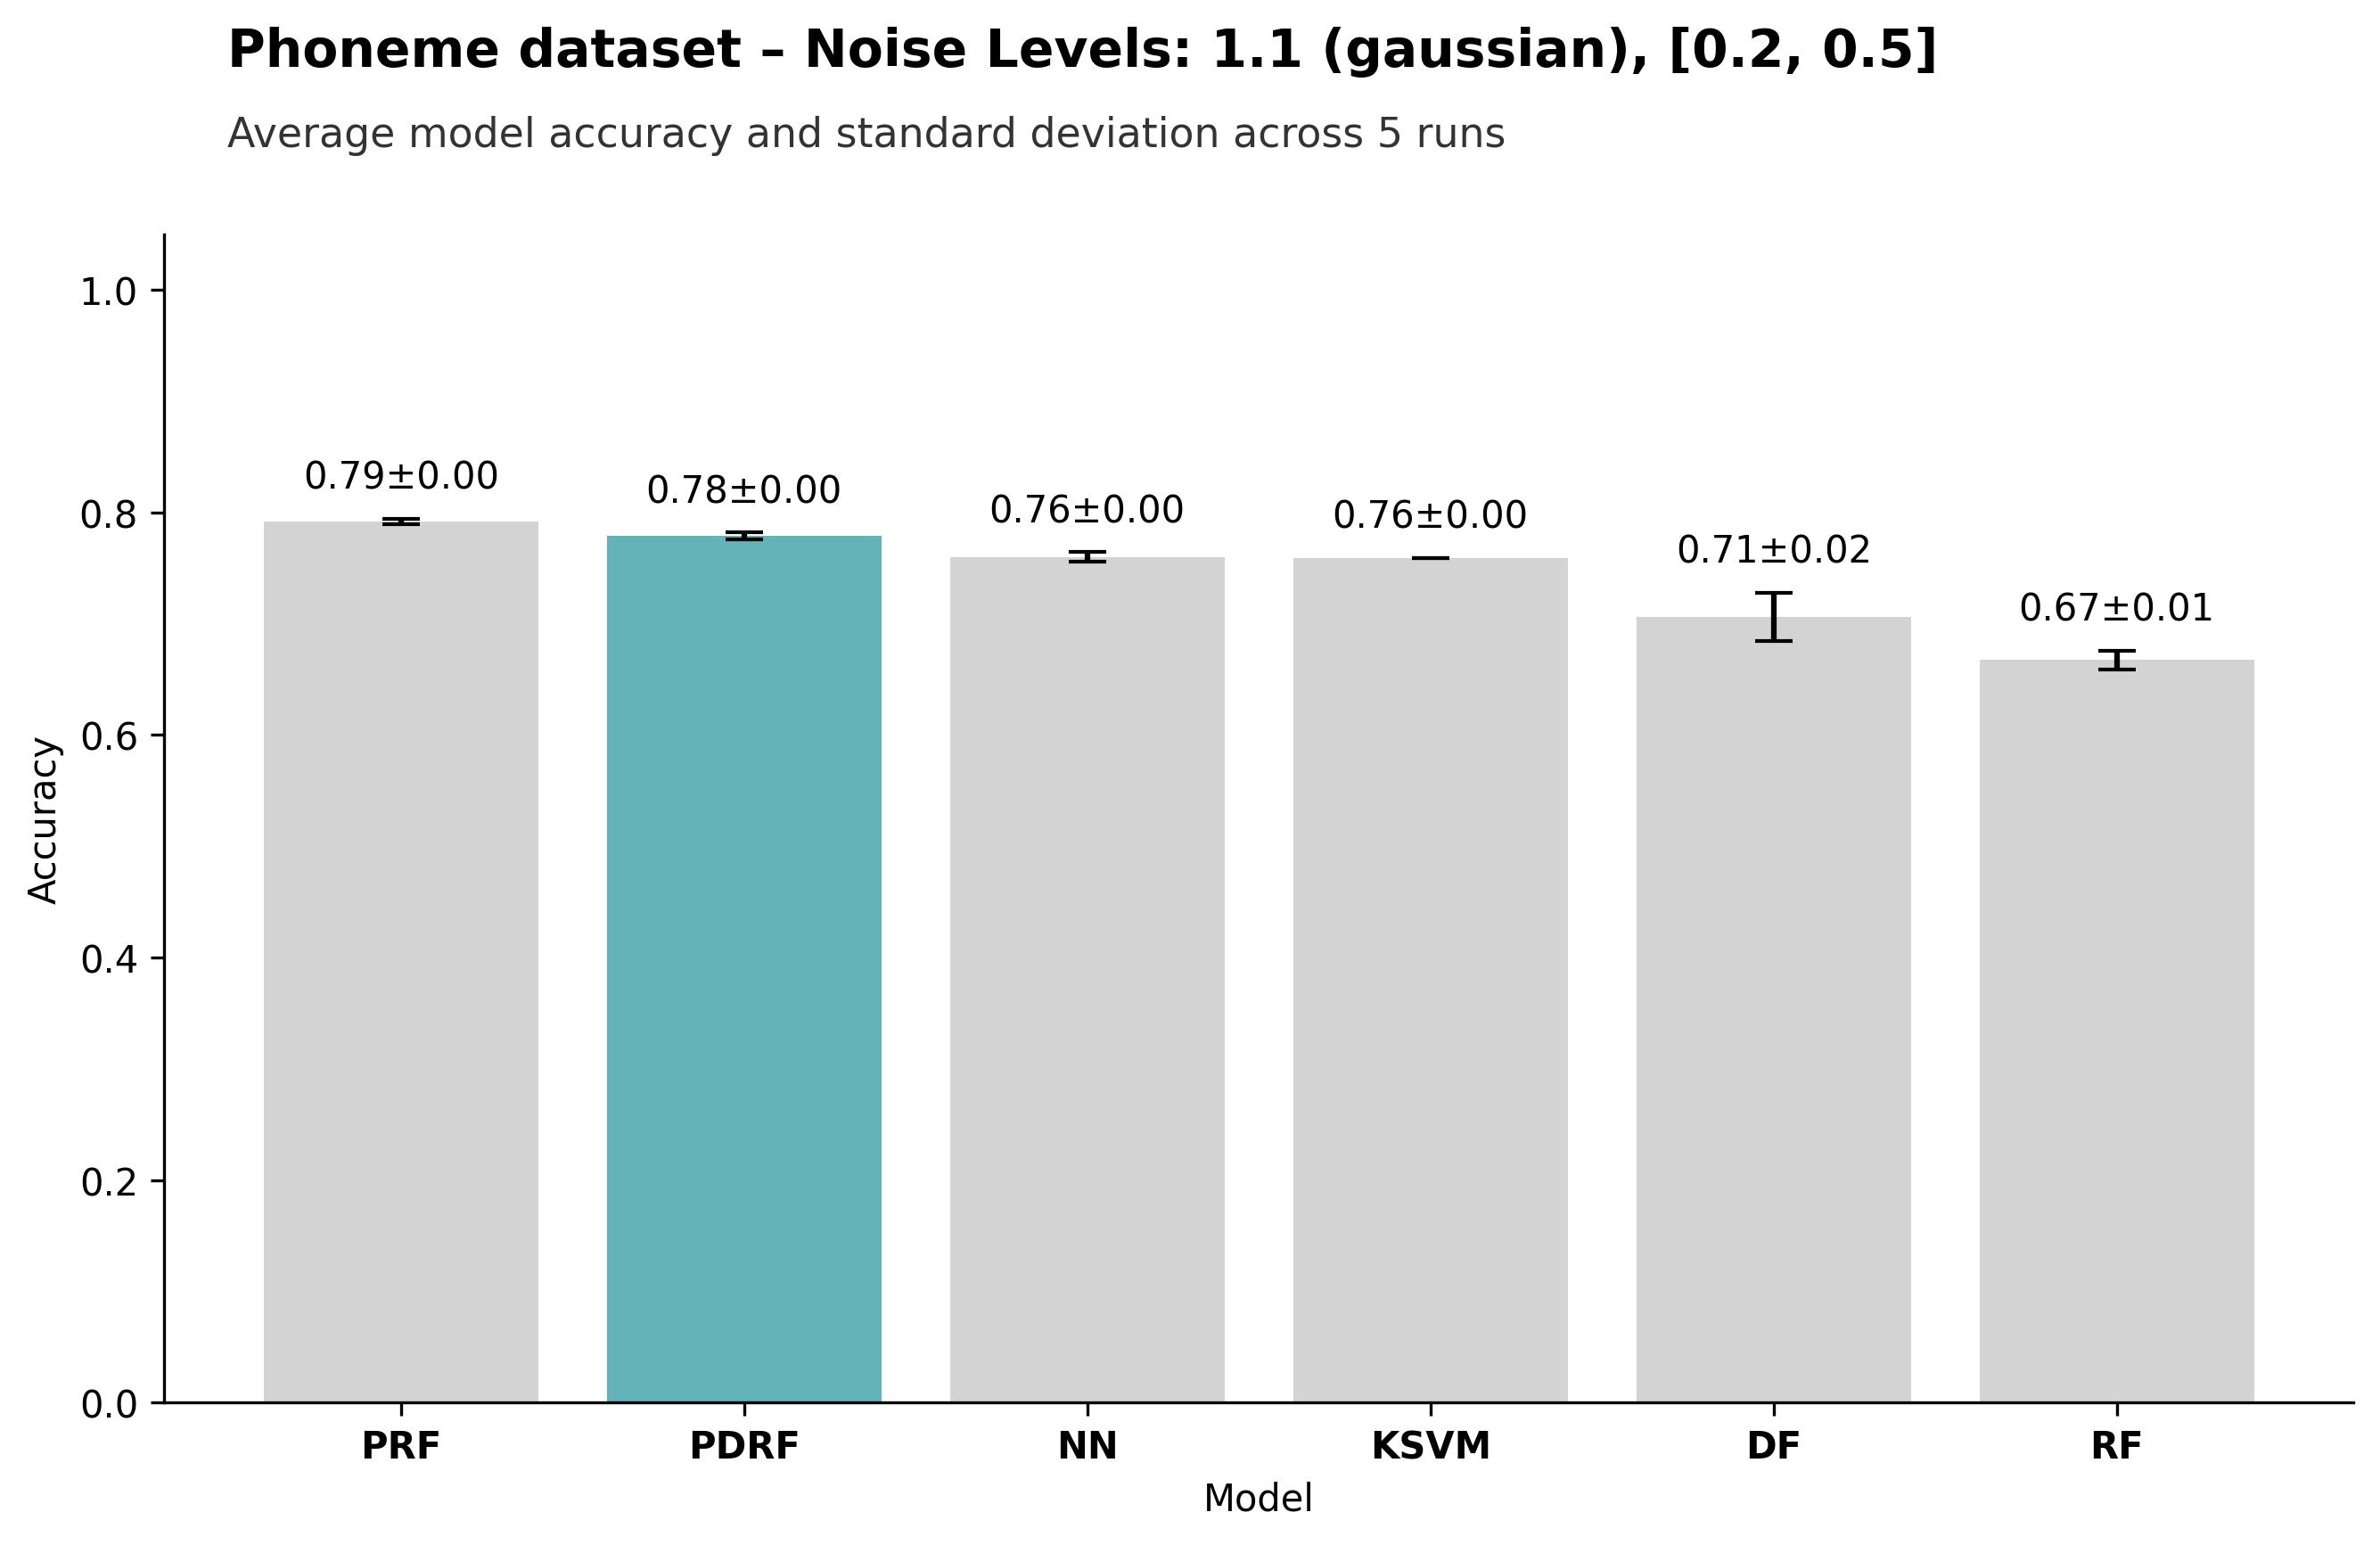 Phoneme dataset – Noise Levels: 1.1 (gaussian), [0.2, 0.5]
Average model accuracy and standard deviation across 5 runs
1.0
0.8
0.6
0.4
0.2
0.0
Accuracy
0.79±0.00
0.78±0.00
0.76±0.00
0.76±0.00
0.71±0.02
0.67±0.01
PRF PDRF NN KSVM DF RF
Model